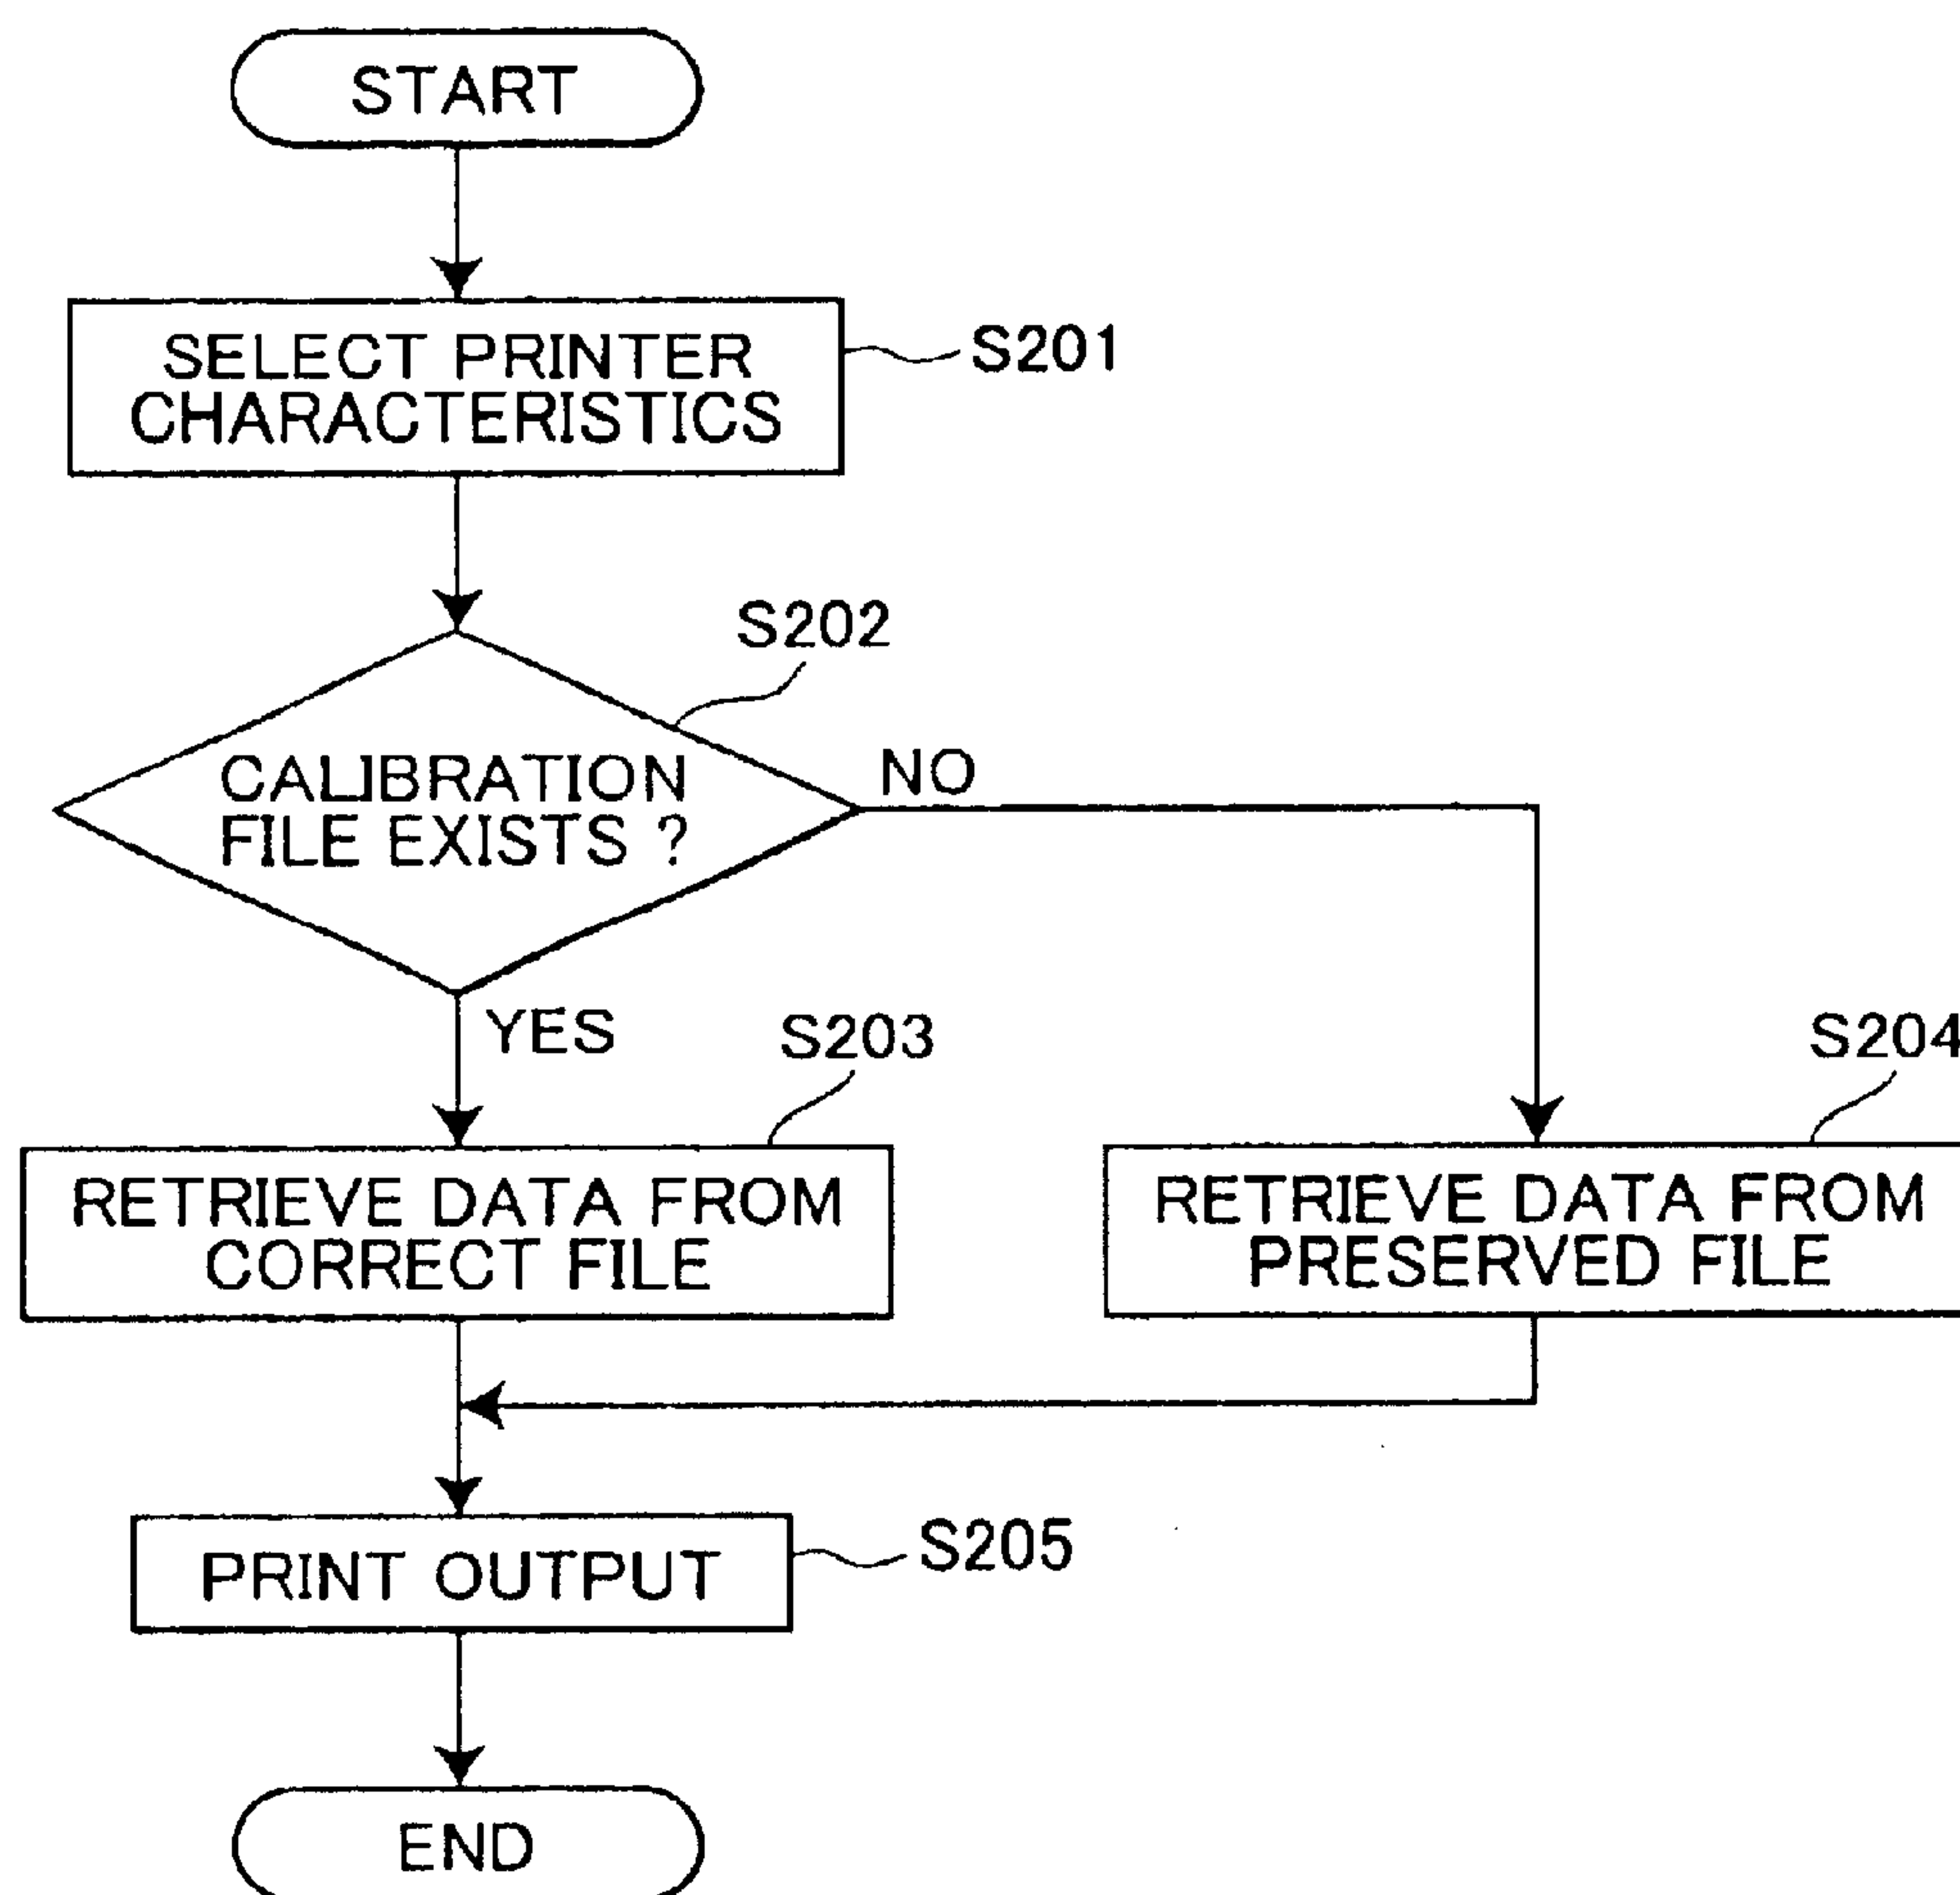 START
SELECT PRINTER
CHARACTERISTICS
S201
S202
CALIBRATION
FILE EXISTS ?
NO
YES
S203
S204
RETRIEVE DATA FROM
CORRECT FILE
RETRIEVE DATA FROM
PRESERVED FILE
PRINT OUTPUT
S205
END